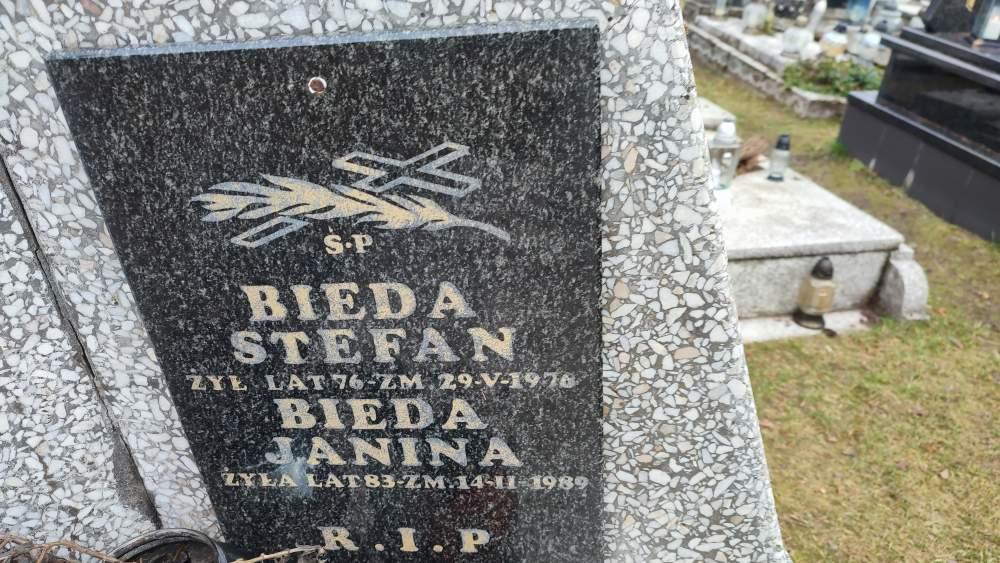 Ś.P
BIEDA
STEFAN
ŻYŁ LAT 76-ZM 29-V-1976
BIEDA
JANINA
ŻYŁA LAT 83-ZM.14-II-1989
R.I.P